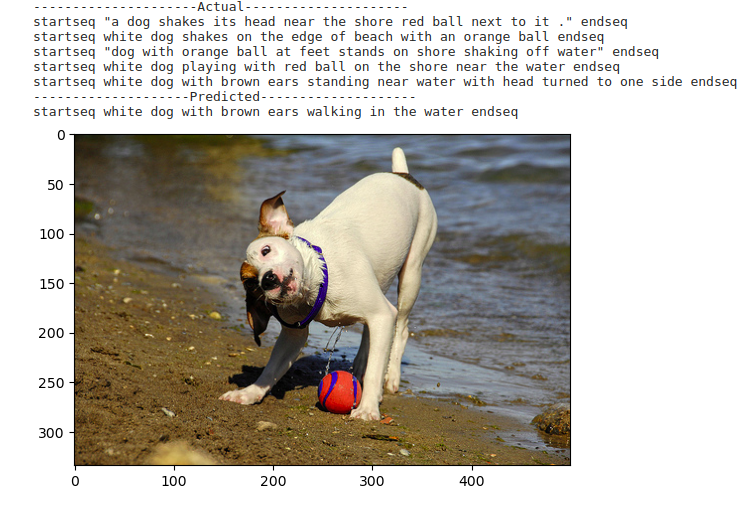 ---------------------Actual---------------------
startseq "a dog shakes its head near the shore red ball next to it ." endseq
startseq white dog shakes on the edge of beach with an orange ball endseq
startseq "dog with orange ball at feet stands on shore shaking off water" endseq
startseq white dog playing with red ball on the shore near the water endseq
startseq white dog with brown ears standing near water with head turned to one side endseq
--------------------Predicted--------------------
startseq white dog with brown ears walking in the water endseq
0
50
100
150
200
250
300
0 100 200 300 400